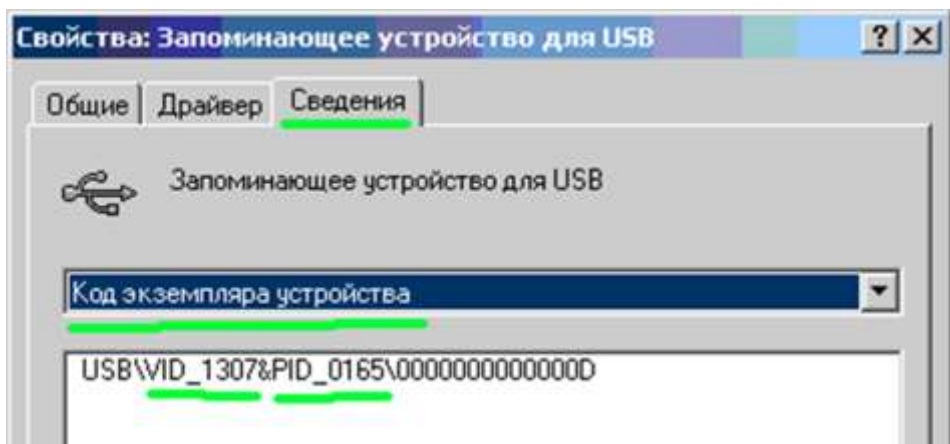 Свойства: Запоминающее устройство для USB
Общие Драйвер Сведения
Запоминающее устройство для USB
Код экземпляра устройства
USB\VID_1307&PID_0165\00000000000000D